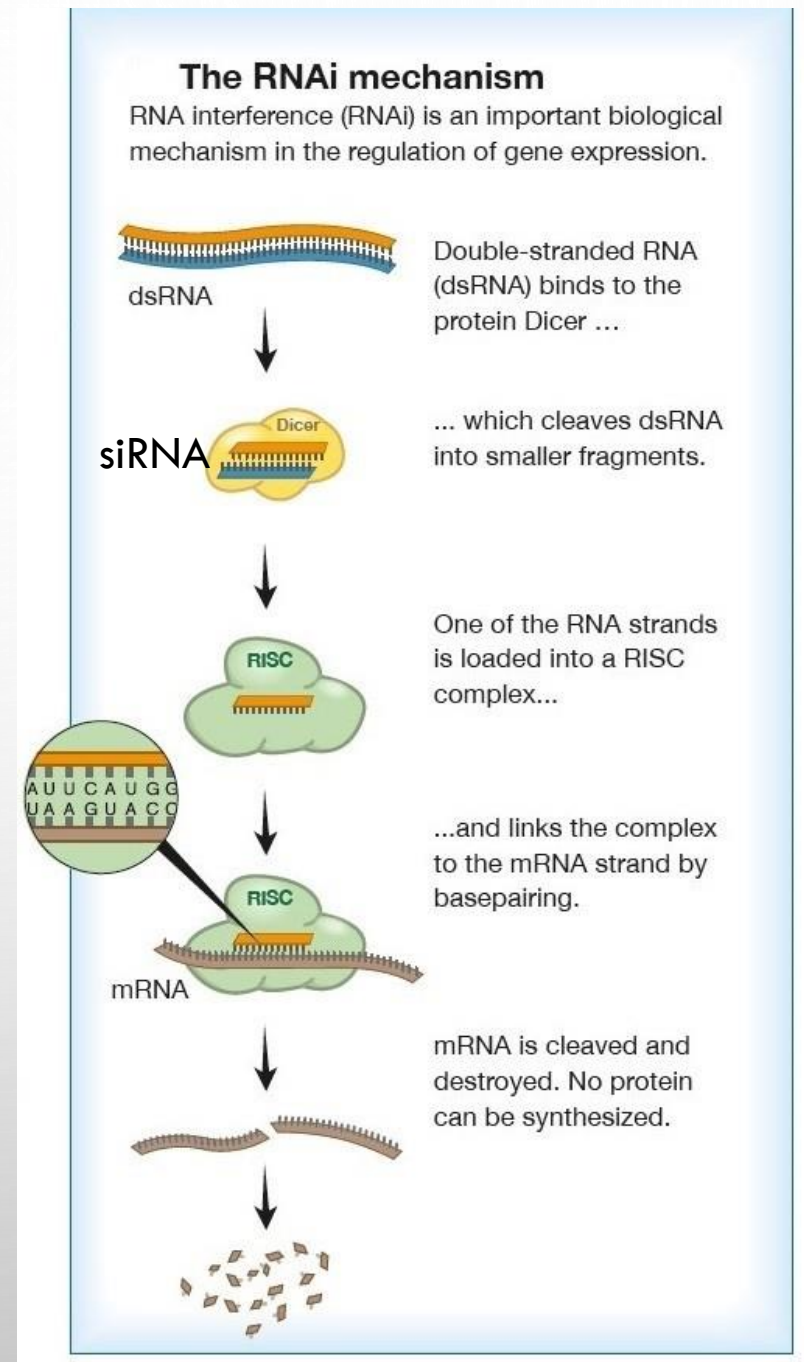 The RNAi mechanism
RNA interference (RNAi) is an important biological
mechanism in the regulation of gene expression.
dsRNA
Double-stranded RNA
(dsRNA) binds to the
protein Dicer ...
Dicer
siRNA
... which cleaves dsRNA
into smaller fragments.
RISC
One of the RNA strands
is loaded into a RISC
complex...
AUUCAUGG
UAAGUACC
...and links the complex
to the mRNA strand by
basepairing.
RISC
mRNA
mRNA is cleaved and
destroyed. No protein
can be synthesized.